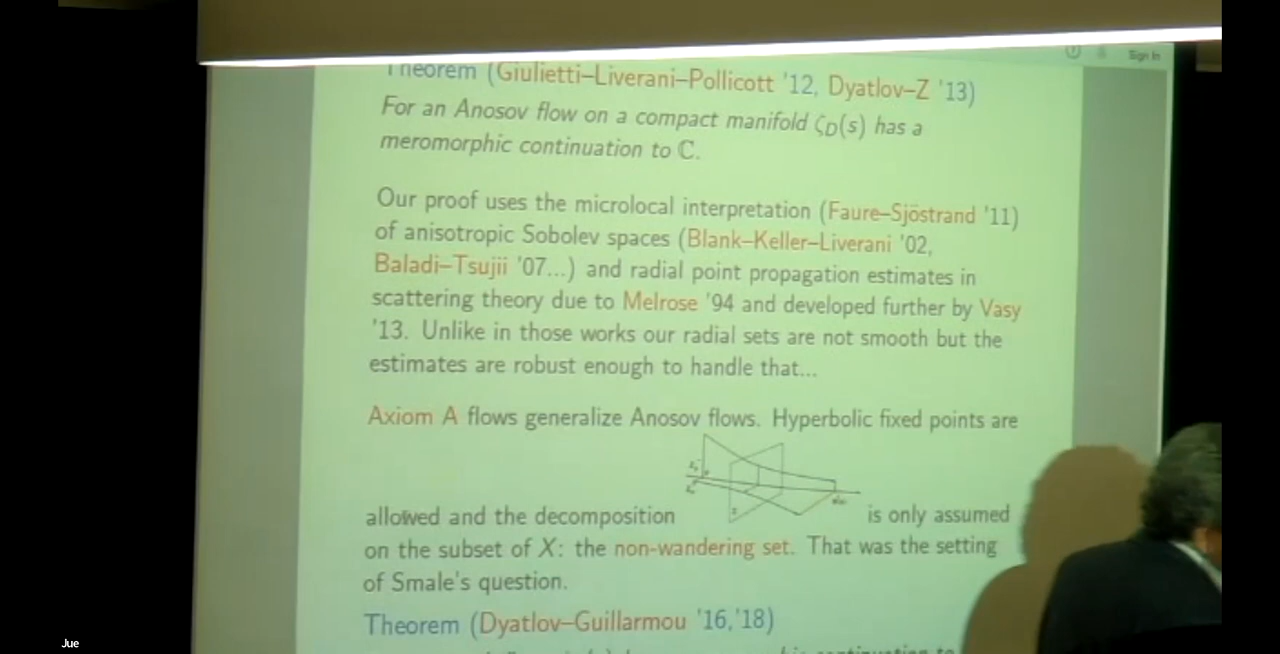 Sign In
Theorem (Giulietti–Liverani–Pollicott '12, Dyatlov–Z '13)
For an Anosov flow on a compact manifold ζD(s) has a
meromorphic continuation to ℂ.
Our proof uses the microlocal interpretation (Faure–Sjöstrand '11)
of anisotropic Sobolev spaces (Blank–Keller–Liverani '02,
Baladi–Tsujii '07...) and radial point propagation estimates in
scattering theory due to Melrose '94 and developed further by Vasy
'13. Unlike in those works our radial sets are not smooth but the
estimates are robust enough to handle that...
Axiom A flows generalize Anosov flows. Hyperbolic fixed points are
allowed and the decomposition is only assumed
on the subset of X: the non-wandering set. That was the setting
of Smale's question.
Theorem (Dyatlov–Guillarmou '16,'18)
continuation to
Jue